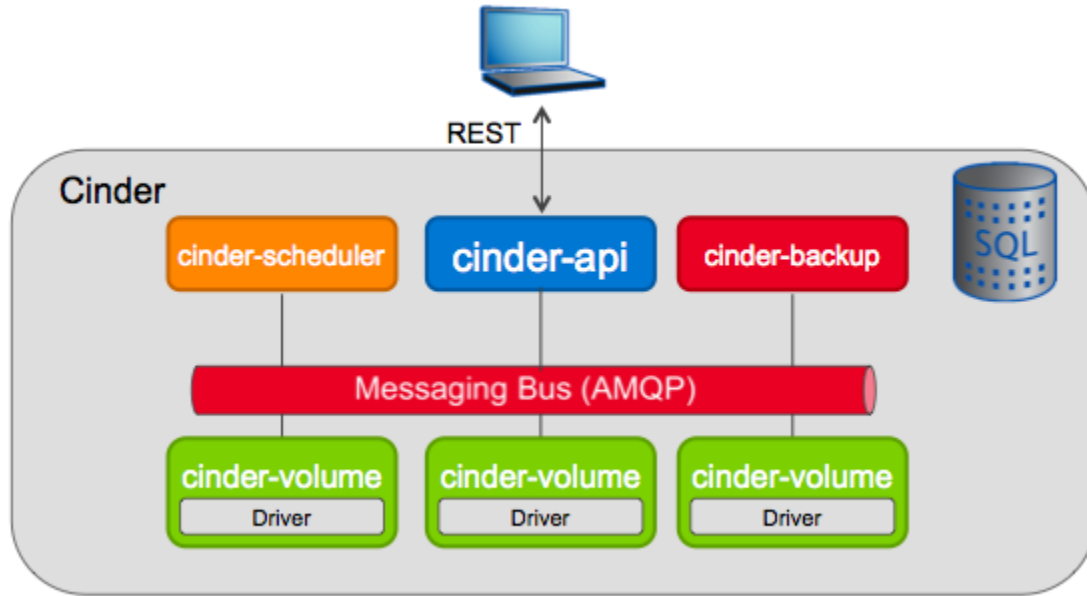 REST
Cinder
cinder-scheduler
cinder-api
cinder-backup
SQL
Messaging Bus (AMQP)
cinder-volume
cinder-volume
cinder-volume
Driver
Driver
Driver